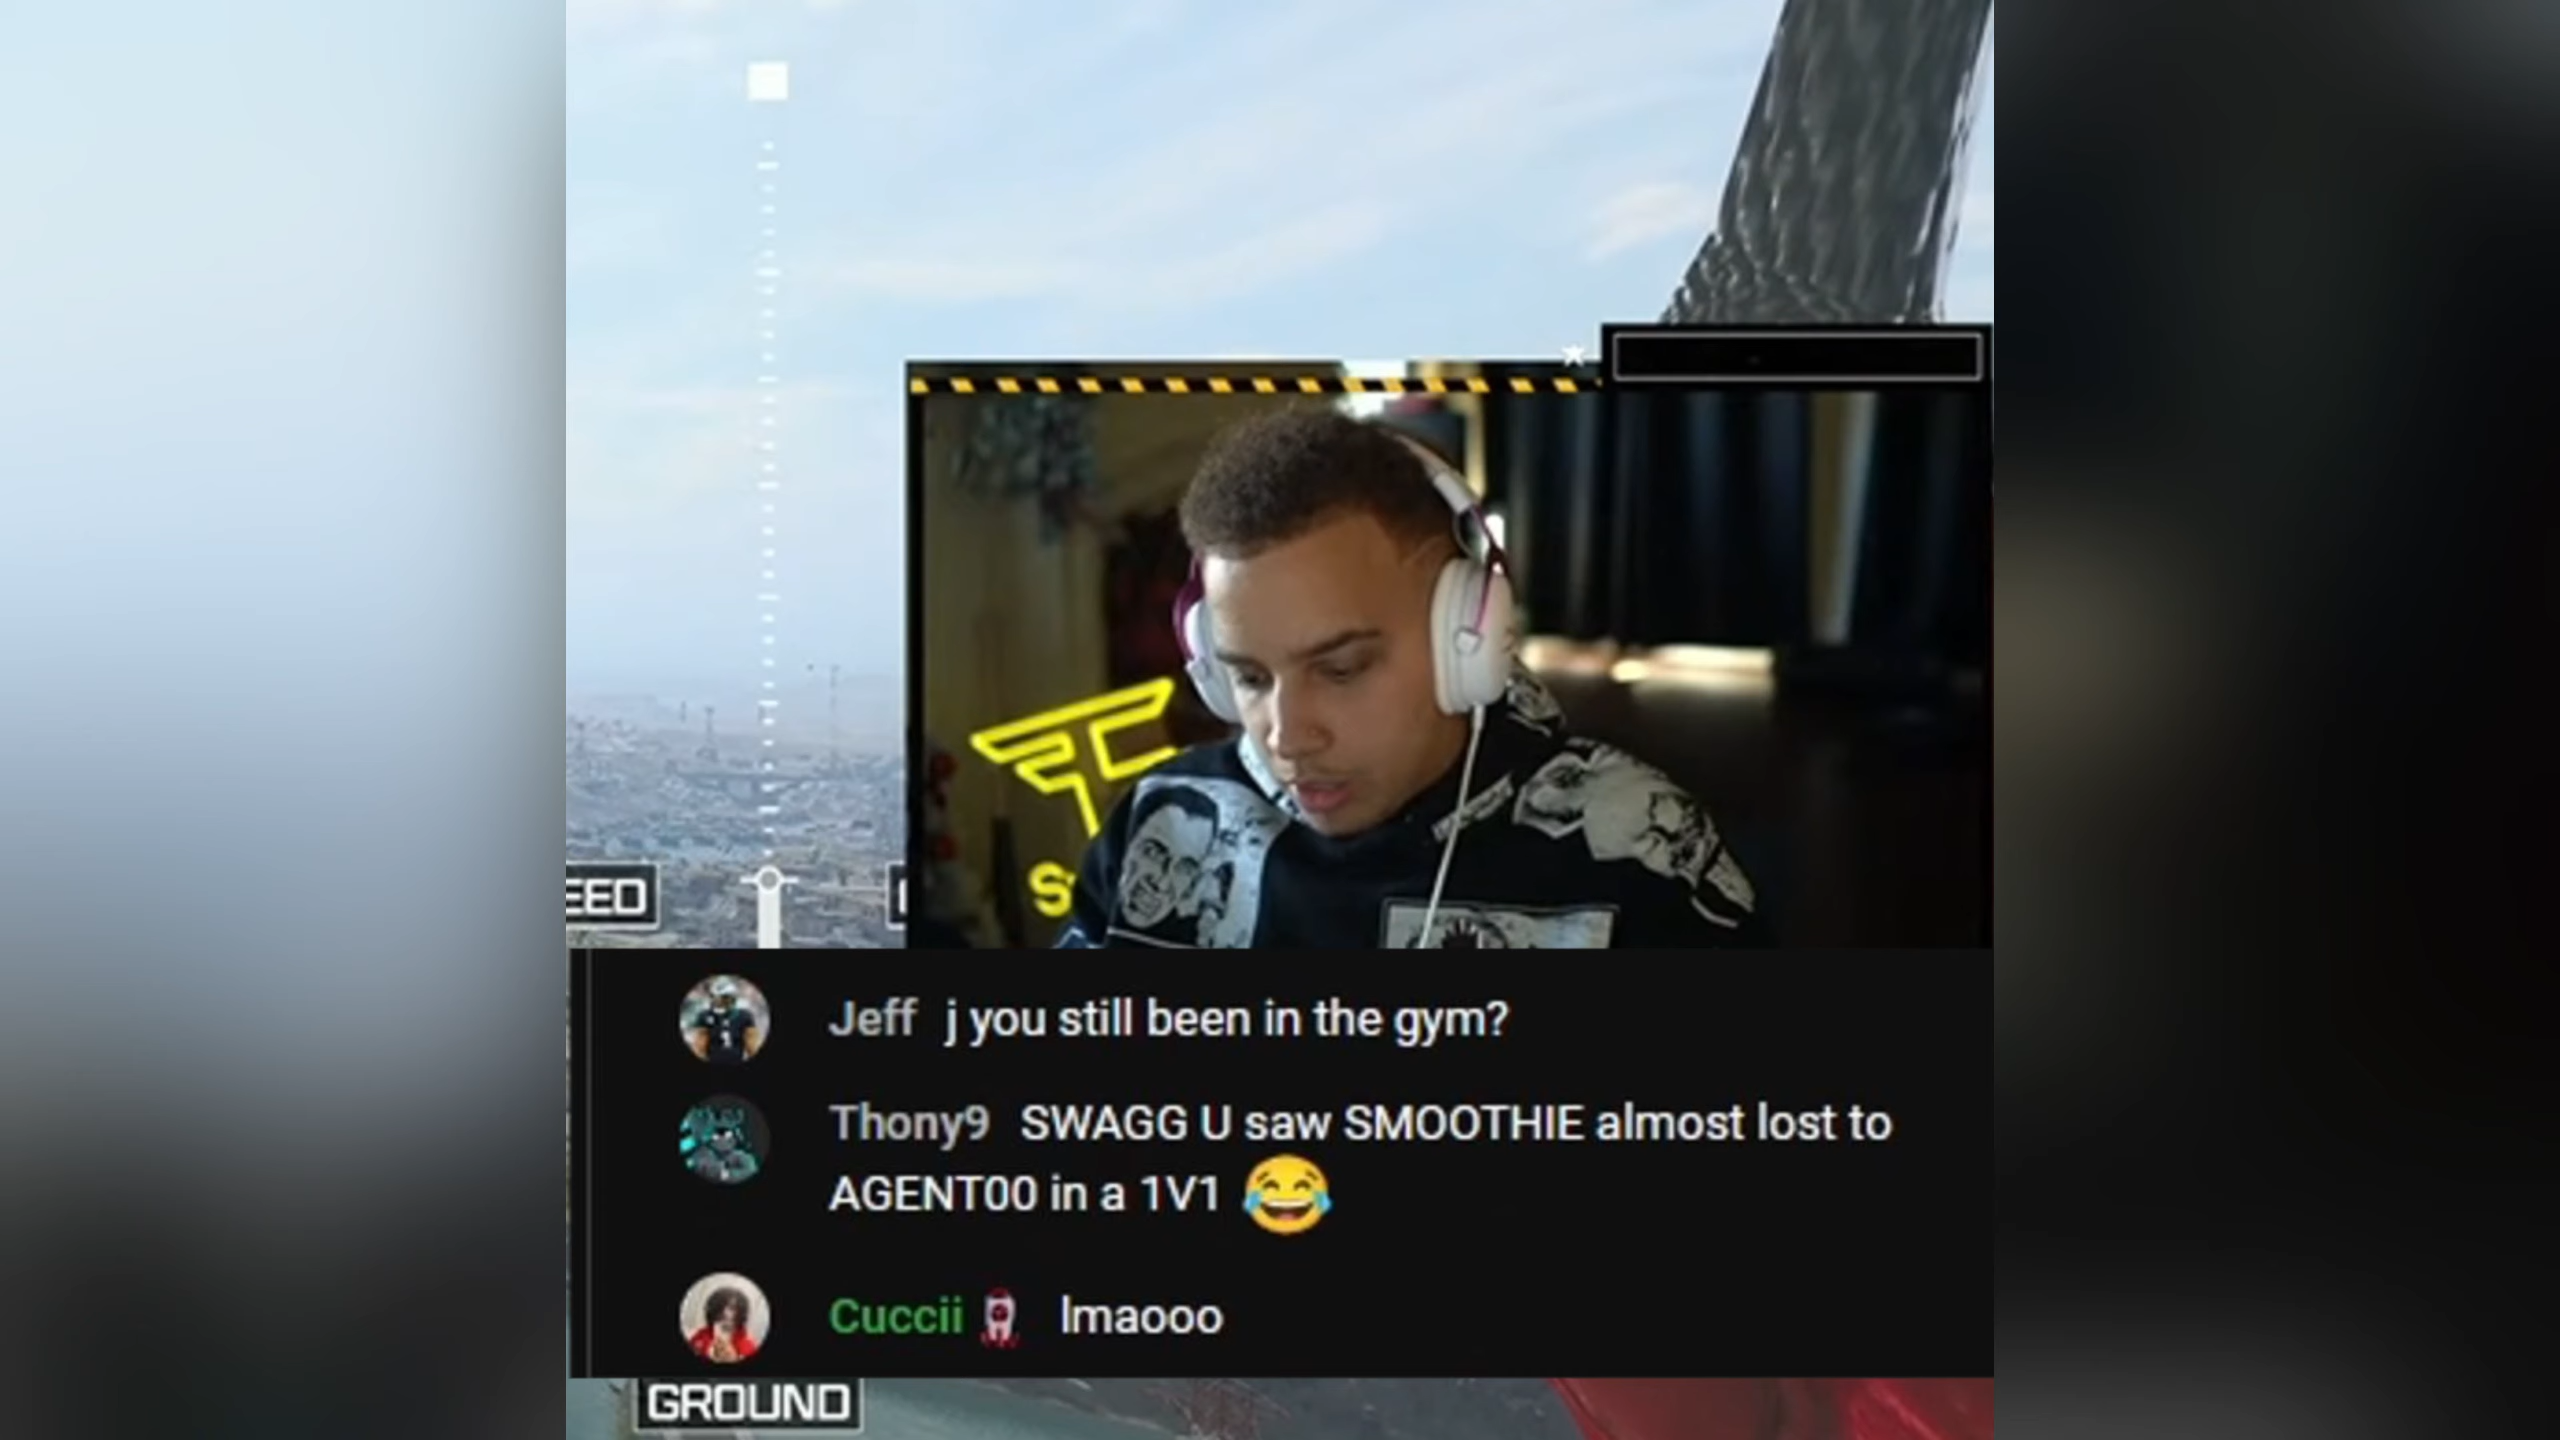 EED
Jeff j you still been in the gym?
Thony9 SWAGG U saw SMOOTHIE almost lost to
AGENT00 in a 1V1 😂
Cuccii lmaooo
GROUND